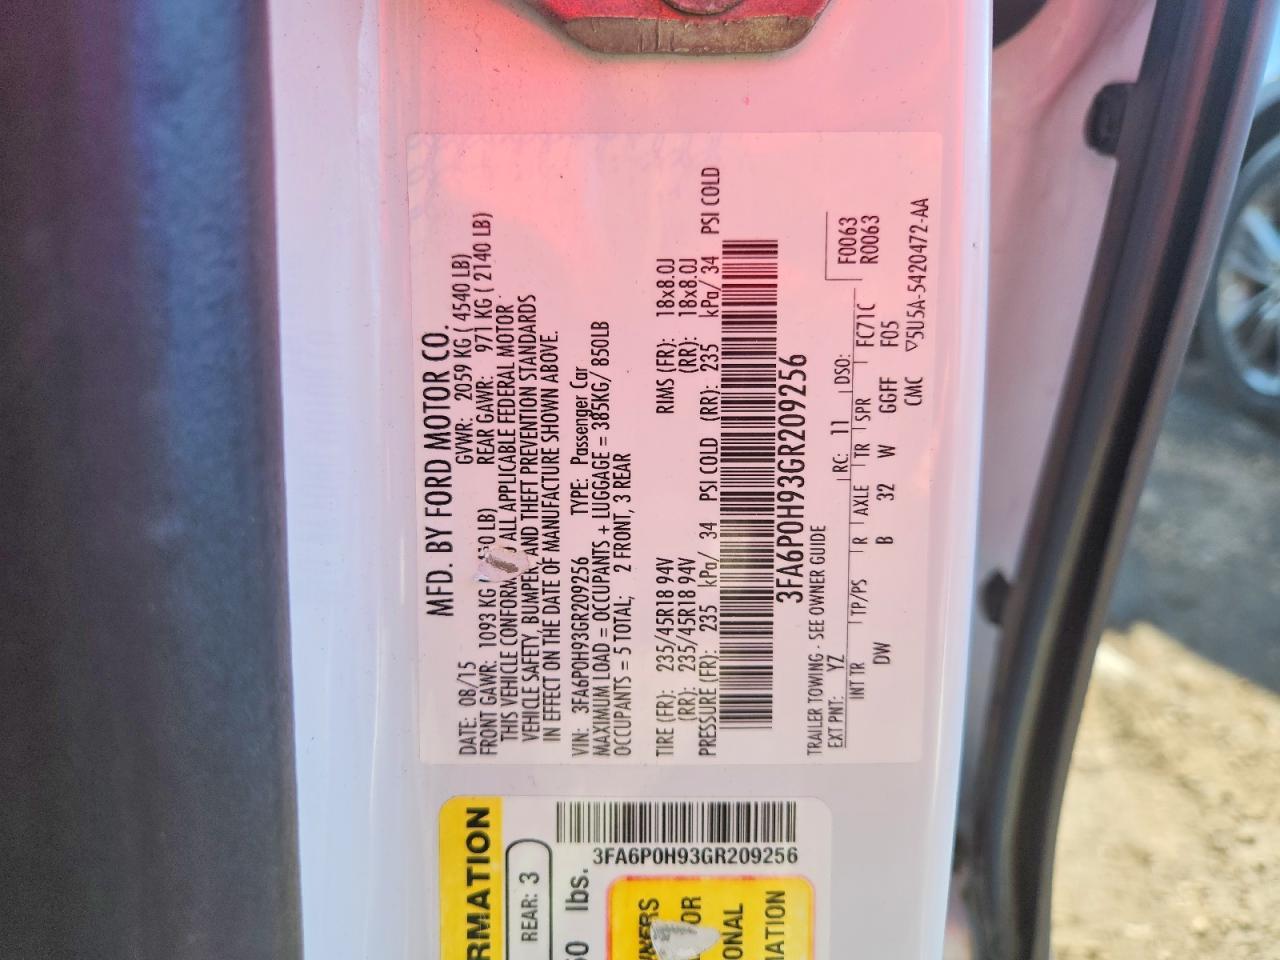 MFD. BY FORD MOTOR CO.
DATE: 08/15 GVWR: 2059 KG ( 4540 LB)
FRONT GAWR: 1093 KG LB) REAR GAWR: 971 KG ( 2140 LB)
THIS VEHICLE ALL APPLICABLE FEDERAL MOTOR
VEHICLE SAFETY, AND THEFT PREVENTION STANDARDS
IN EFFECT ON THE DATE OF MANUFACTURE SHOWN ABOVE.
VIN: 3FA6P0H93GR209256 TYPE: Passenger Car
MAXIMUM LOAD = OCCUPANTS + LUGGAGE = 385KG/ 850LB
OCCUPANTS = 5 TOTAL; 2 FRONT, 3 REAR
TIRE (FR): 235/45R18 94V RIMS (FR): 18x8.0J
(RR): 235/45R18 94V (RR): 18x8.0J
PRESSURE (FR): 235 kPa/ 34 PSI COLD (RR): 235 kPa/ 34 PSI COLD
3FA6P0H93GR209256
TRAILER TOWING - SEE OWNER GUIDE
F0063
EXT PNT: YZ RC: 11 DSO: R0063
INT TR TP/PS R AXLE TR SPR FC71C
DW B 32 W GGFF F05
CMC ▽5U5A-5420472-AA
RMATION
REAR: 3
lbs.
3FA6P0H93GR209256
OR
ONAL